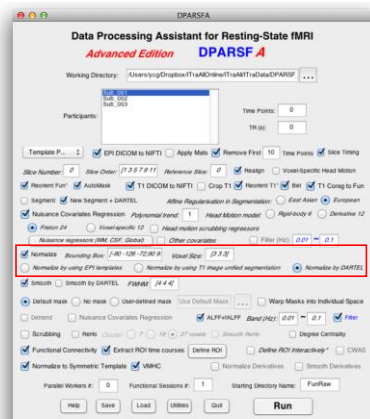 DPARSFA
Data Processing Assistant for Resting-State fMRI
Advanced Edition DPARSF A
Working Directory: /Users/ycg/Dropbox/ITraAllOnline/ITraAll/ITraData/DPARSF ...
Participants: Sub_001
Sub_002
Sub_003
Time Points: 0
TR (s): 0
Template P... EPI DICOM to NIFTI Apply Mats Remove First 10 Time Points Slice Timing
Slice Number: 0 Slice Order: [1 3 5 7 9 11 Reference Slice: 0 Realign Voxel-Specific Head Motion
Reorient Fun* AutoMask T1 DICOM to NIFTI Crop T1 Reorient T1* Bet T1 Coreg to Fun
Segment New Segment + DARTEL Affine Regularisation in Segmentation: East Asian European
Nuisance Covariates Regression Polynomial trend: 1 Head Motion model: Rigid-body 6 Derivative 12
Friston 24 Voxel-specific 12 Head motion scrubbing regressors
Nuisance regressors (WM, CSF, Global) Other covariates Filter (Hz): 0.01 ~ 0.1
Normalize Bounding Box: [-90 -126 -72;90 9 Voxel Size: [3 3 3]
Normalize by using EPI templates Normalize by using T1 image unified segmentation Normalize by DARTEL
Smooth Smooth by DARTEL FWHM: [4 4 4]
Default mask No mask User-defined mask Use Default Mask ... Warp Masks into Individual Space
Detrend Nuisance Covariates Regression ALFF+fALFF Band (Hz): 0.01 ~ 0.1 Filter
Scrubbing ReHo Cluster 7 19 27 voxels Smooth ReHo Degree Centrality
Functional Connectivity Extract ROI time courses Define ROI Define ROI Interactively* CWAS
Normalize to Symmetric Template VMHC Normalize Derivatives Smooth Derivatives
Parallel Workers #: 0 Functional Sessions #: 1 Starting Directory Name: FunRaw
Help Save Load Utilities Quit Run